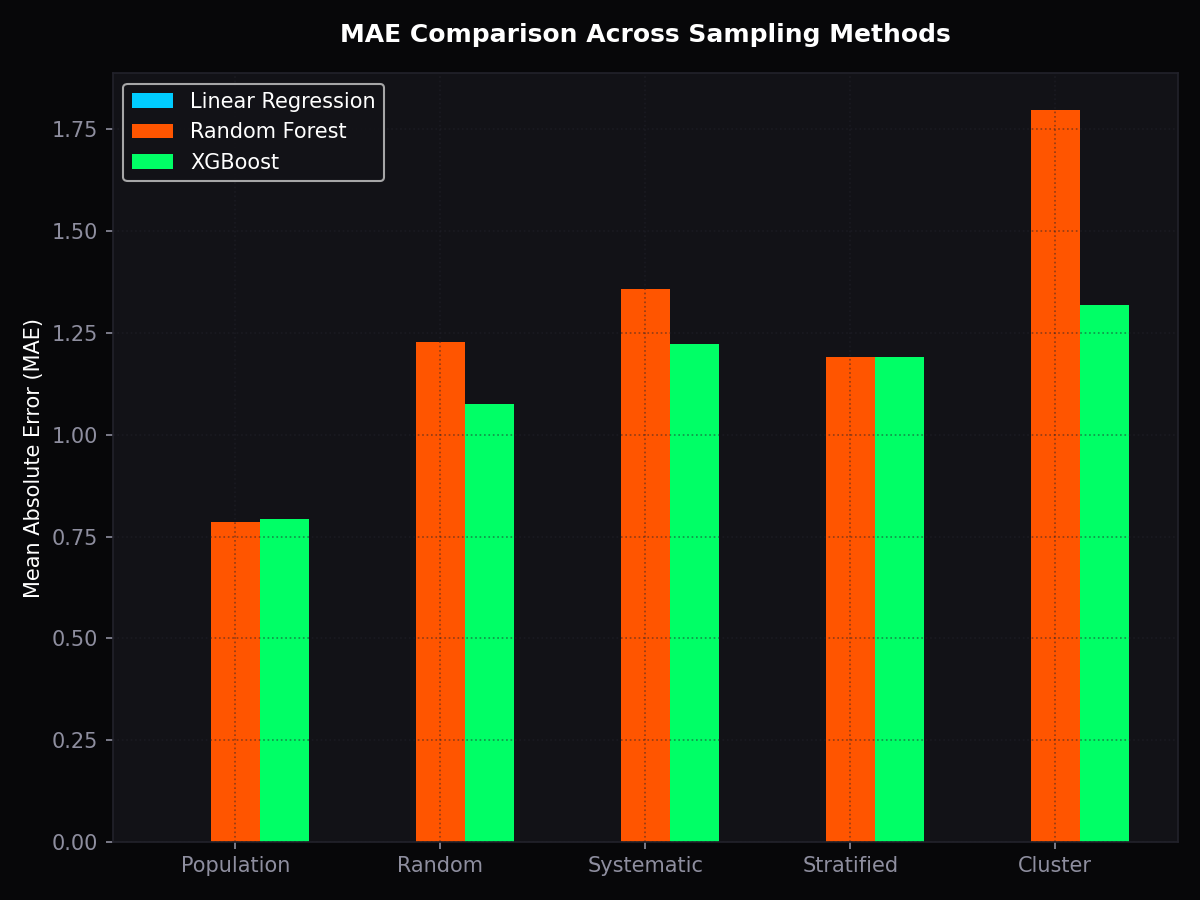 MAE Comparison Across Sampling Methods
Linear Regression
Random Forest
XGBoost
Mean Absolute Error (MAE)
1.75
1.50
1.25
1.00
0.75
0.50
0.25
0.00
Population
Random
Systematic
Stratified
Cluster